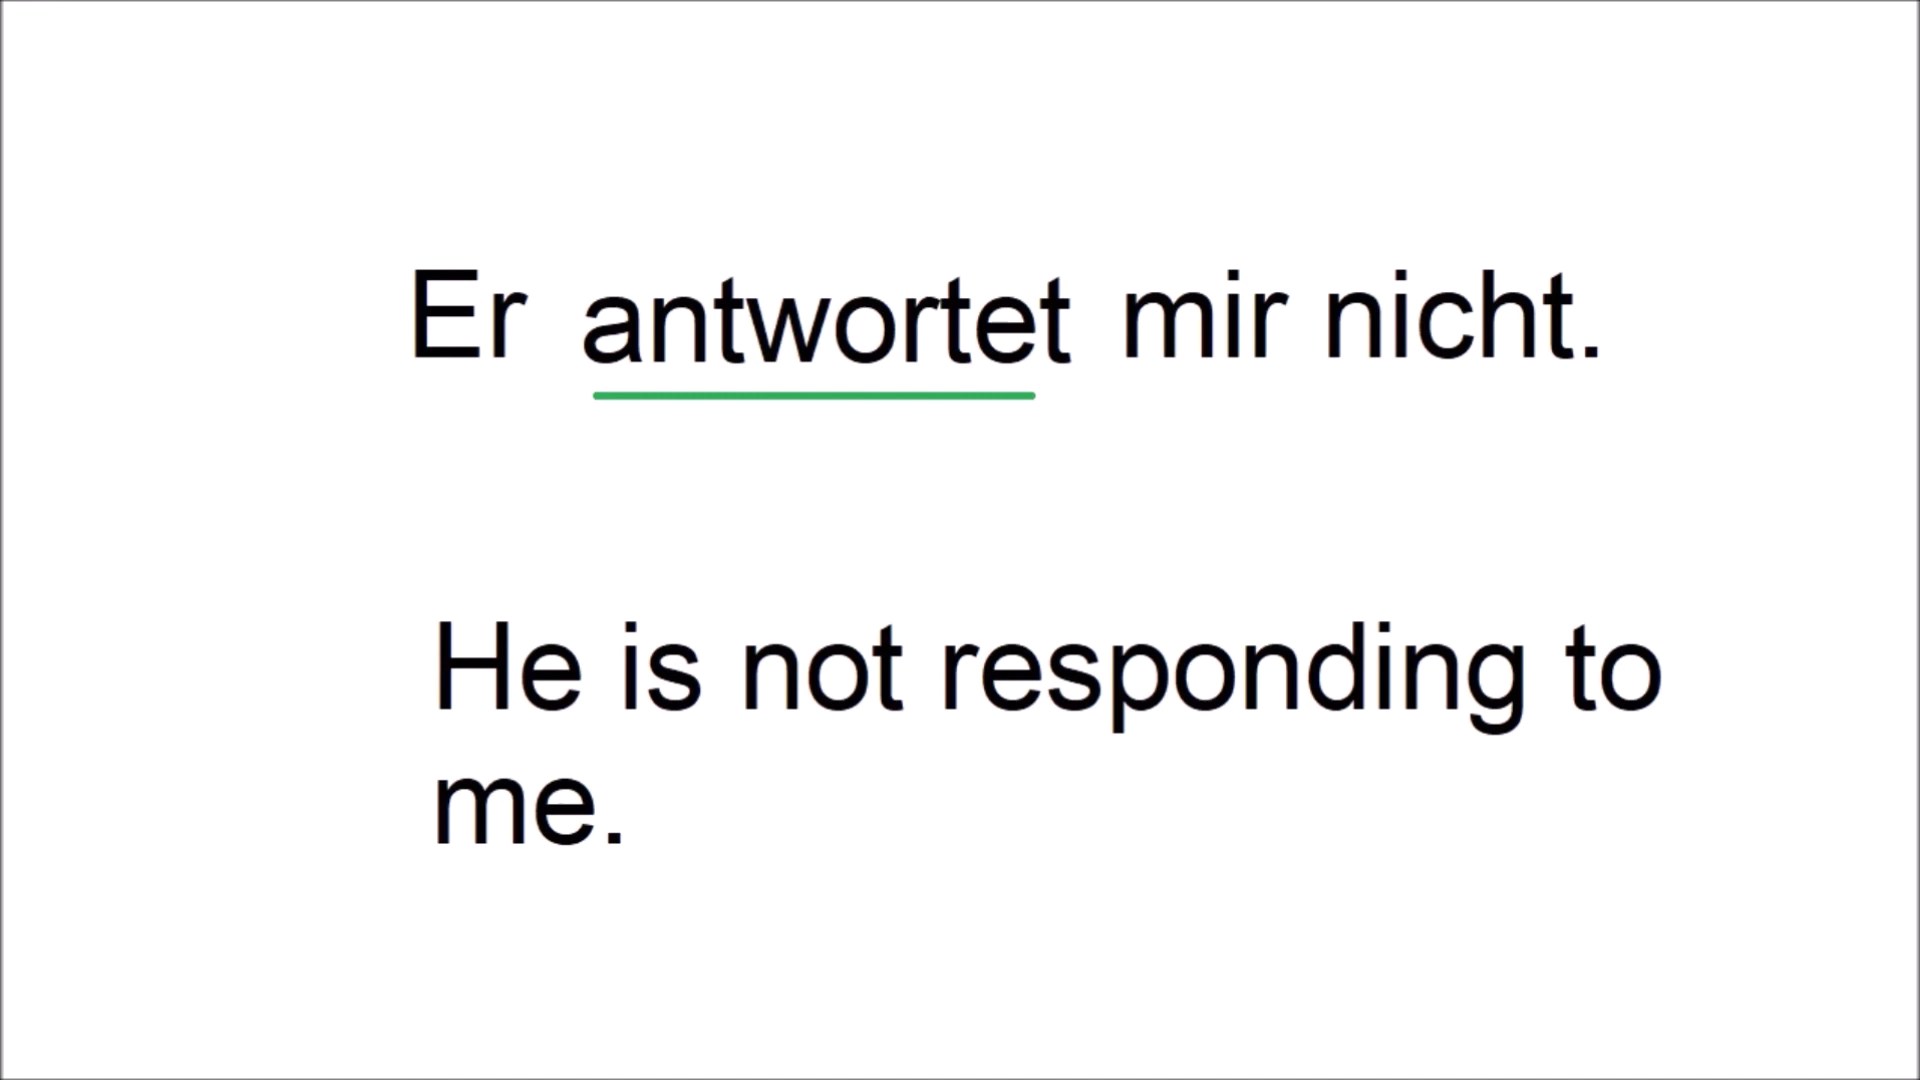 Er antwortet mir nicht.
He is not responding to
me.